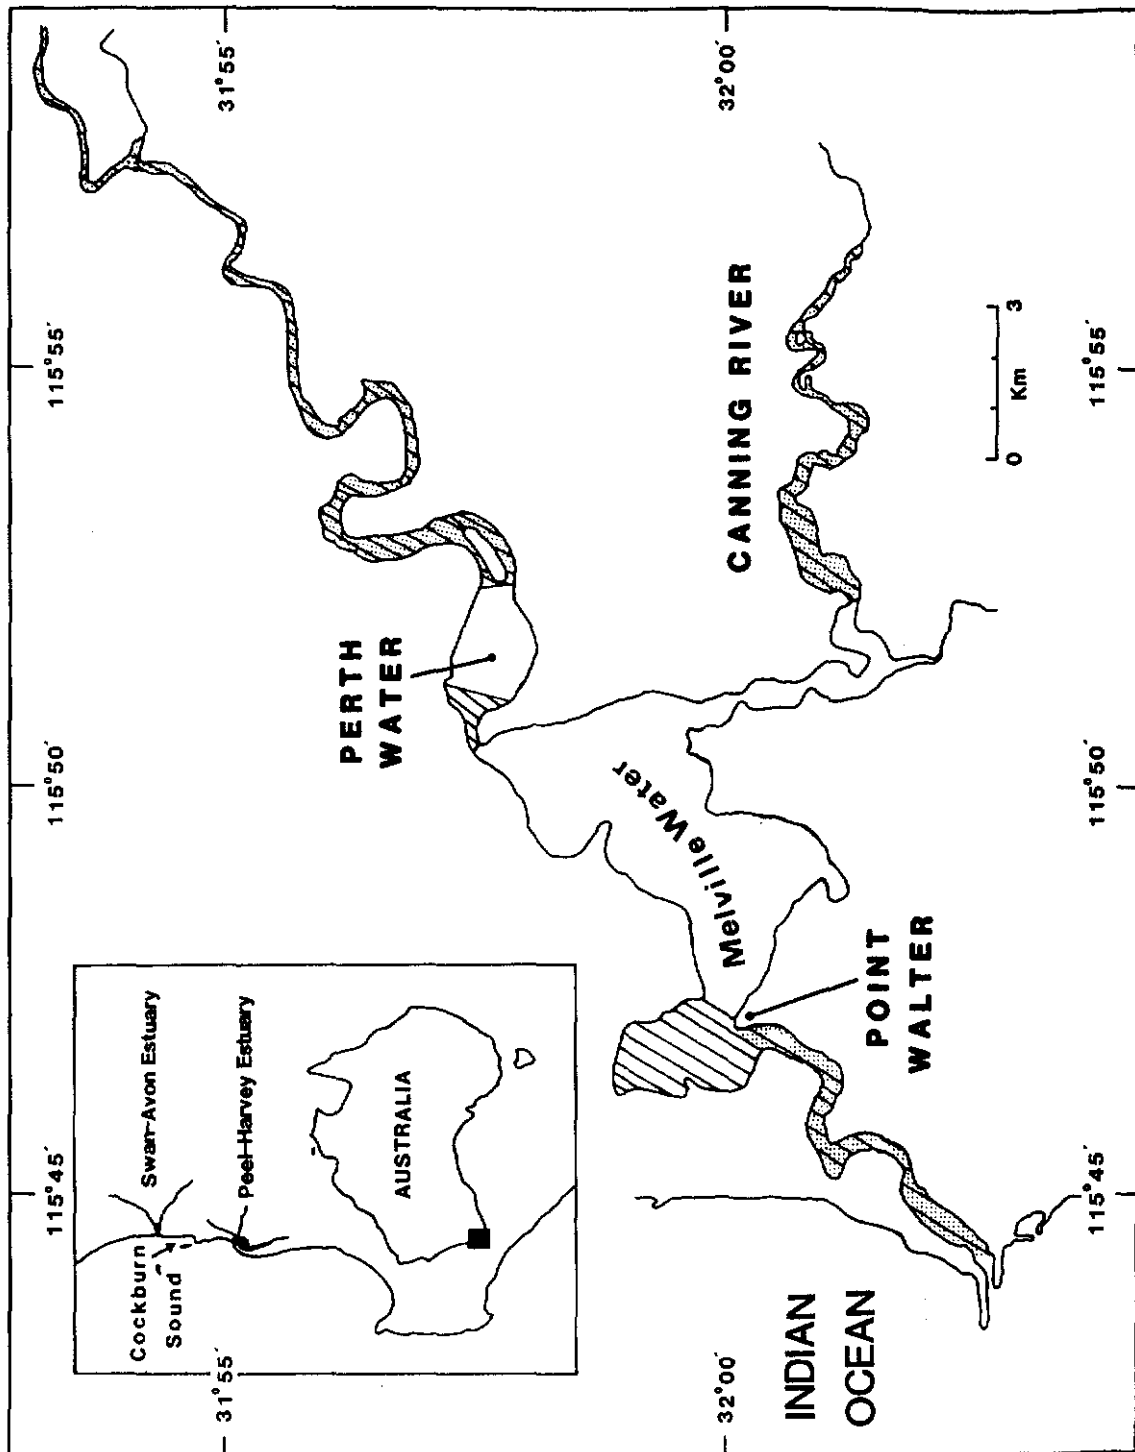 115°45′
115°50′
115°55′
31°55′
31°55′
32°00′
32°00′
Cockburn
Sound
Swan-Avon Estuary
Peel-Harvey Estuary
AUSTRALIA
PERTH
WATER
Melville Water
CANNING RIVER
POINT
WALTER
INDIAN
OCEAN
0
3
Km
115°45′
115°50′
115°55′